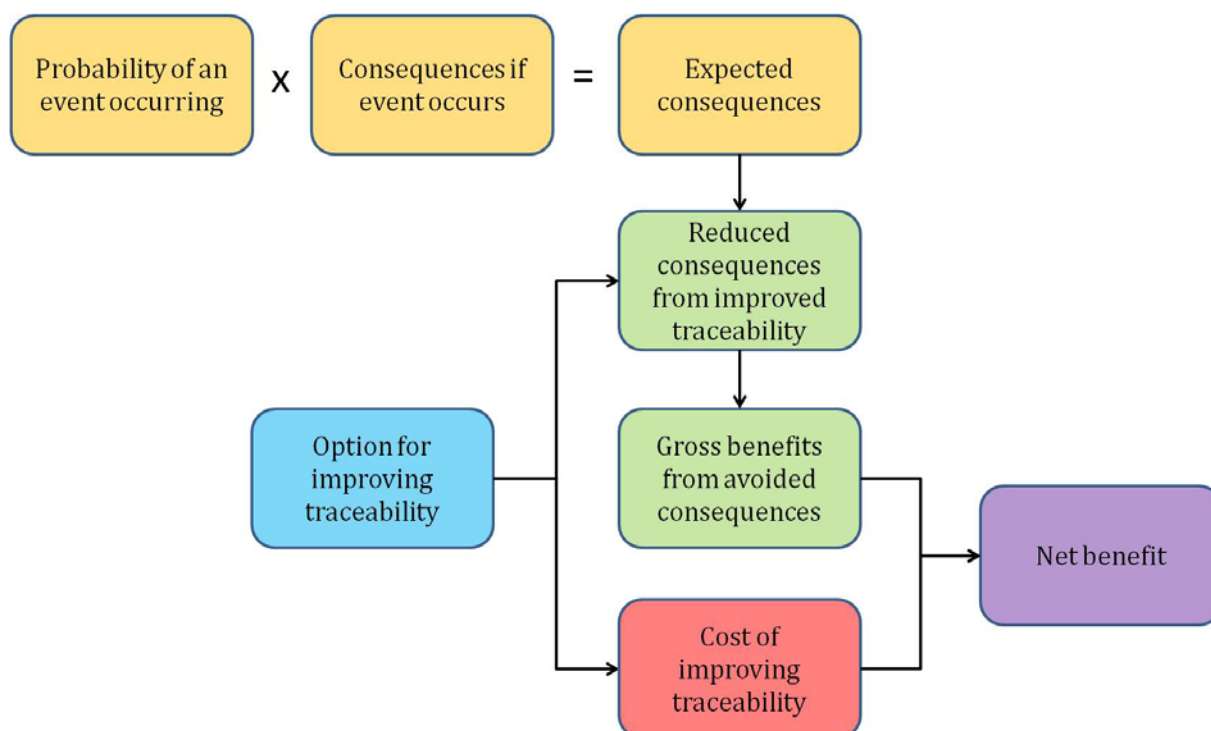 Probability of an
event occurring
x
Consequences if
event occurs
=
Expected
consequences
Reduced
consequences
from improved
traceability
Option for
improving
traceability
Gross benefits
from avoided
consequences
Net benefit
Cost of
improving
traceability